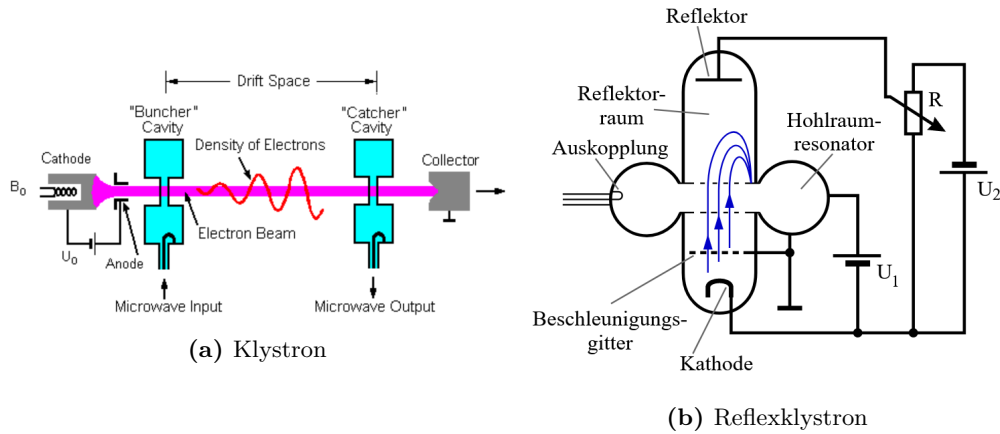 Drift Space
"Buncher"
Cavity
"Catcher"
Cavity
Density of Electrons
Cathode
Collector
B₀
Electron Beam
U₀
Anode
Microwave Input
Microwave Output
(a) Klystron
Reflektor
Reflektor-
raum
Hohlraum-
resonator
Auskopplung
R
U₂
U₁
Beschleunigungs-
gitter
Kathode
(b) Reflexklystron